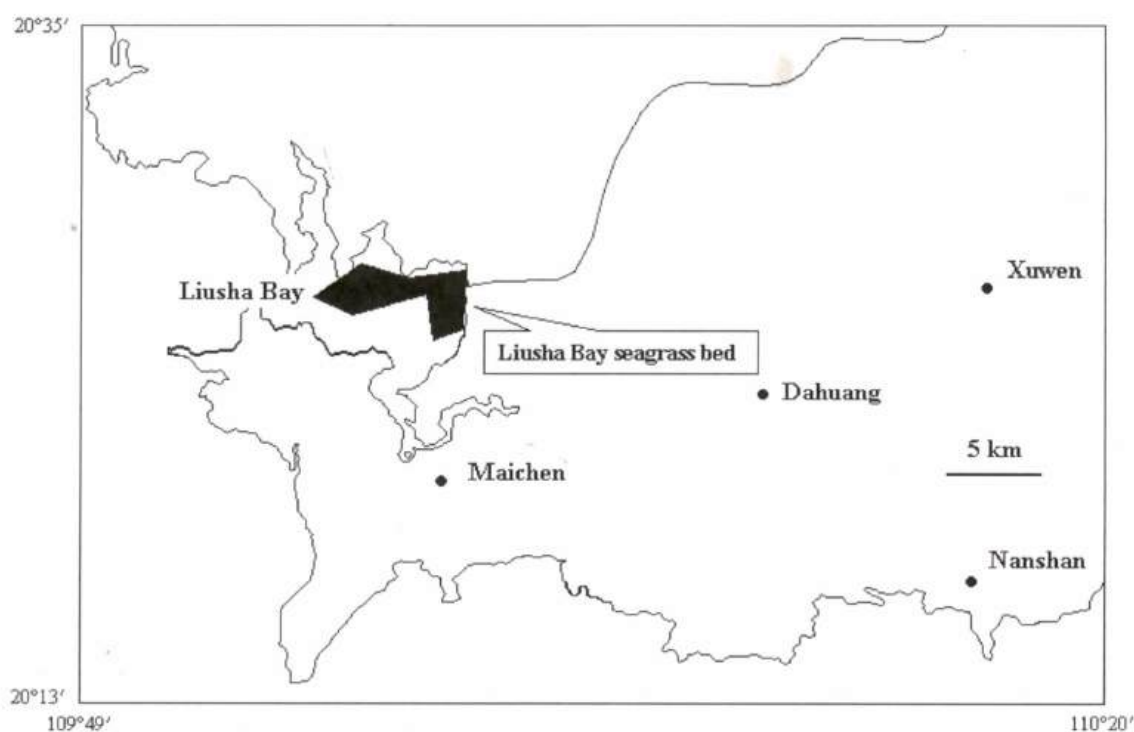 20°35′
Xuwen
Liusha Bay
Liusha Bay seagrass bed
Dahuang
5 km
Maichen
Nanshan
20°13′
109°49′
110°20′